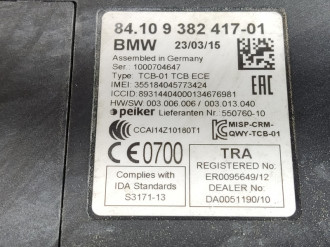 84.10 9 382 417-01
BMW 23/03/15
Assembled in Germany
Ser.: 1000704647
Type: TCB-01 TCB ECE
IMEI: 355184045773424
ICCID: 89314404000134676981
HW/SW 003.006.006 / 003.013.040
peiker Lieferanten Nr: 550760-10
CCAI14Z10180T1
MISP-CRM-
QWY-TCB-01
CE0700
TRA
REGISTERED No:
ER0095649/12
DEALER No:
DA0051190/10
Complies with
IDA Standards
S3171-13
EAC